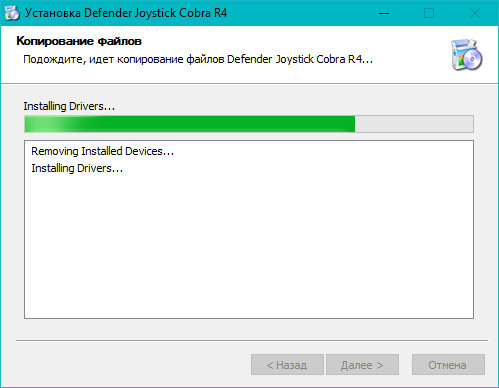 Установка Defender Joystick Cobra R4
Копирование файлов
Подождите, идет копирование файлов Defender Joystick Cobra R4...
Installing Drivers...
Removing Installed Devices...
Installing Drivers...
< Назад Далее > Отмена